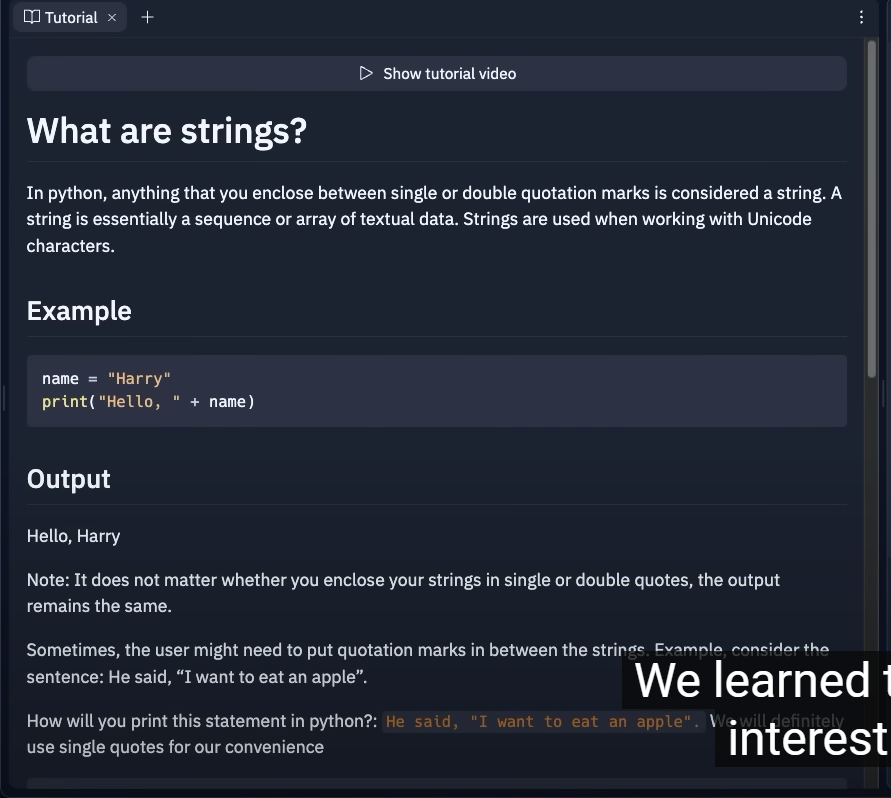 Tutorial
Show tutorial video
What are strings?
In python, anything that you enclose between single or double quotation marks is considered a string. A
string is essentially a sequence or array of textual data. Strings are used when working with Unicode
characters.
Example
name = "Harry"
print("Hello, " + name)
Output
Hello, Harry
Note: It does not matter whether you enclose your strings in single or double quotes, the output
remains the same.
Sometimes, the user might need to put quotation marks in between the strings. Example, consider the
sentence: He said, “I want to eat an apple”.
How will you print this statement in python?: He said, "I want to eat an apple". We will definitely
use single quotes for our convenience
We learned t
interest